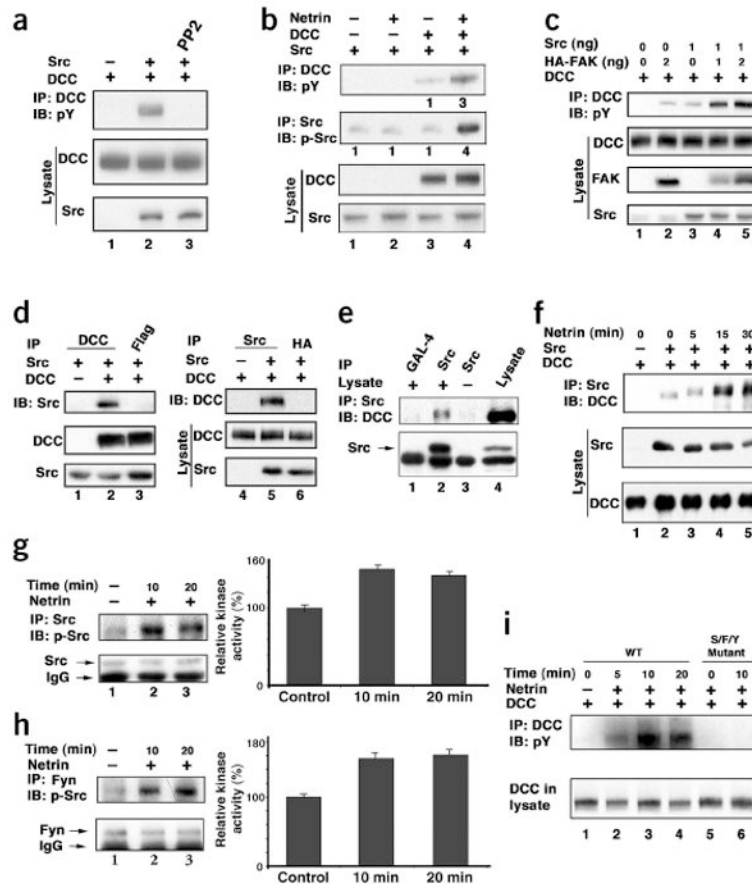 a
PP2
Src – + +
DCC + + +
IP: DCC
IB: pY
DCC
Src
Lysate
1 2 3
b
Netrin – + – +
DCC – – + +
Src + + + +
IP: DCC
IB: pY
1 3
IP: Src
IB: p-Src
1 1 1 4
DCC
Src
Lysate
1 2 3 4
c
Src (ng) 0 0 1 1 1
HA-FAK (ng) 0 2 0 1 2
DCC + + + + +
IP: DCC
IB: pY
DCC
FAK
Src
Lysate
1 2 3 4 5
d
IP DCC Flag
Src + + +
DCC – + +
IB: Src
DCC
Src
Lysate
1 2 3
IP Src HA
Src – + +
DCC + + +
IB: DCC
DCC
Src
Lysate
4 5 6
e
GAL-4 Src Src Lysate
IP
Lysate + + –
IP: Src
IB: DCC
Src
1 2 3 4
f
Netrin (min) 0 0 5 15 30
Src – + + + +
DCC + + + + +
IP: Src
IB: DCC
Src
DCC
Lysate
1 2 3 4 5
g
Time (min) – 10 20
Netrin – + +
IP: Src
IB: p-Src
Src
IgG
1 2 3
Relative kinase
activity (%)
160
100
0
Control 10 min 20 min
h
Time (min) – 10 20
Netrin – + +
IP: Fyn
IB: p-Src
Fyn
IgG
1 2 3
Relative kinase
activity (%)
160
100
0
Control 10 min 20 min
i
WT S/F/Y
Mutant
Time (min) 0 5 10 20 0 10
Netrin – + + + – +
DCC + + + + + +
IP: DCC
IB: pY
DCC in
lysate
1 2 3 4 5 6